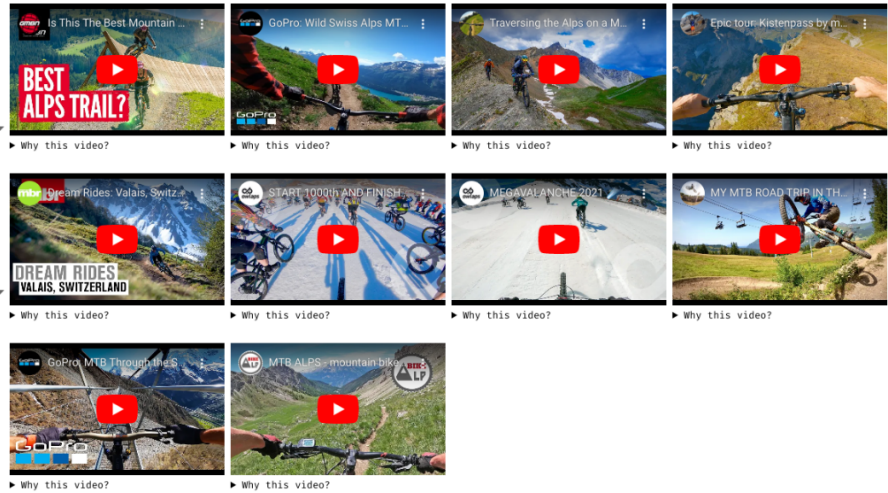 Is This The Best Mountain ...
GoPro: Wild Swiss Alps MT...
Traversing the Alps on a M...
Epic tour: Kistenpass by m...
BEST
ALPS TRAIL?
GoPro
▶ Why this video?
▶ Why this video?
▶ Why this video?
▶ Why this video?
mbr
Dream Rides: Valais, Switz...
START 1000th AND FINISH...
MEGAVALANCHE 2021
MY MTB ROAD TRIP IN TH...
DREAM RIDES
VALAIS, SWITZERLAND
▶ Why this video?
▶ Why this video?
▶ Why this video?
▶ Why this video?
GoPro: MTB Through the S...
MTB ALPS - mountain bike...
GoPro
▶ Why this video?
▶ Why this video?